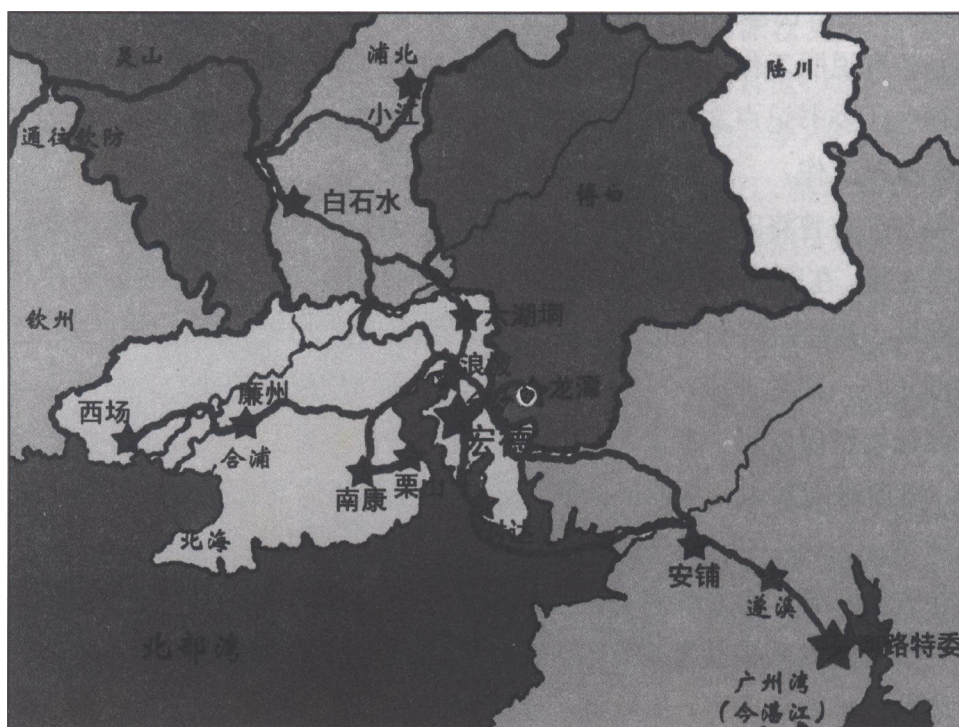 灵山
浦北
小江
陆川
通往钦防
白石水
博白
大湖垌
钦州
浪坡
龙潭
廉州
西场
宏德
合浦
南康
栗山
北海
安铺
遂溪
北部湾
南路特委
广州湾
(今湛江)